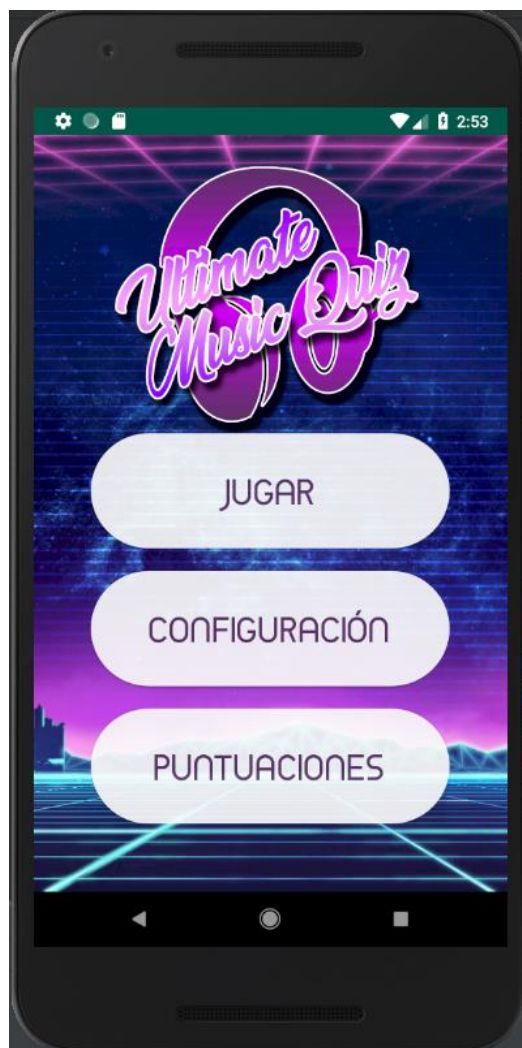 2:53
Ultimate
Music Quiz
JUGAR
CONFIGURACIÓN
PUNTUACIONES